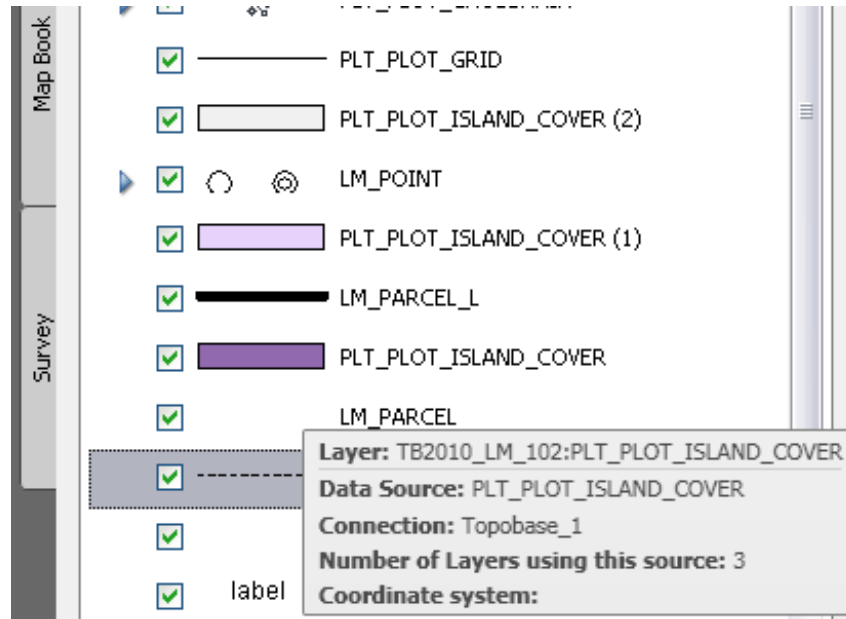 Map Book
Survey
PLT_PLOT_GRID
PLT_PLOT_ISLAND_COVER (2)
LM_POINT
PLT_PLOT_ISLAND_COVER (1)
LM_PARCEL_L
PLT_PLOT_ISLAND_COVER
LM_PARCEL
label
Layer: TB2010_LM_102:PLT_PLOT_ISLAND_COVER
Data Source: PLT_PLOT_ISLAND_COVER
Connection: Topobase_1
Number of Layers using this source: 3
Coordinate system: